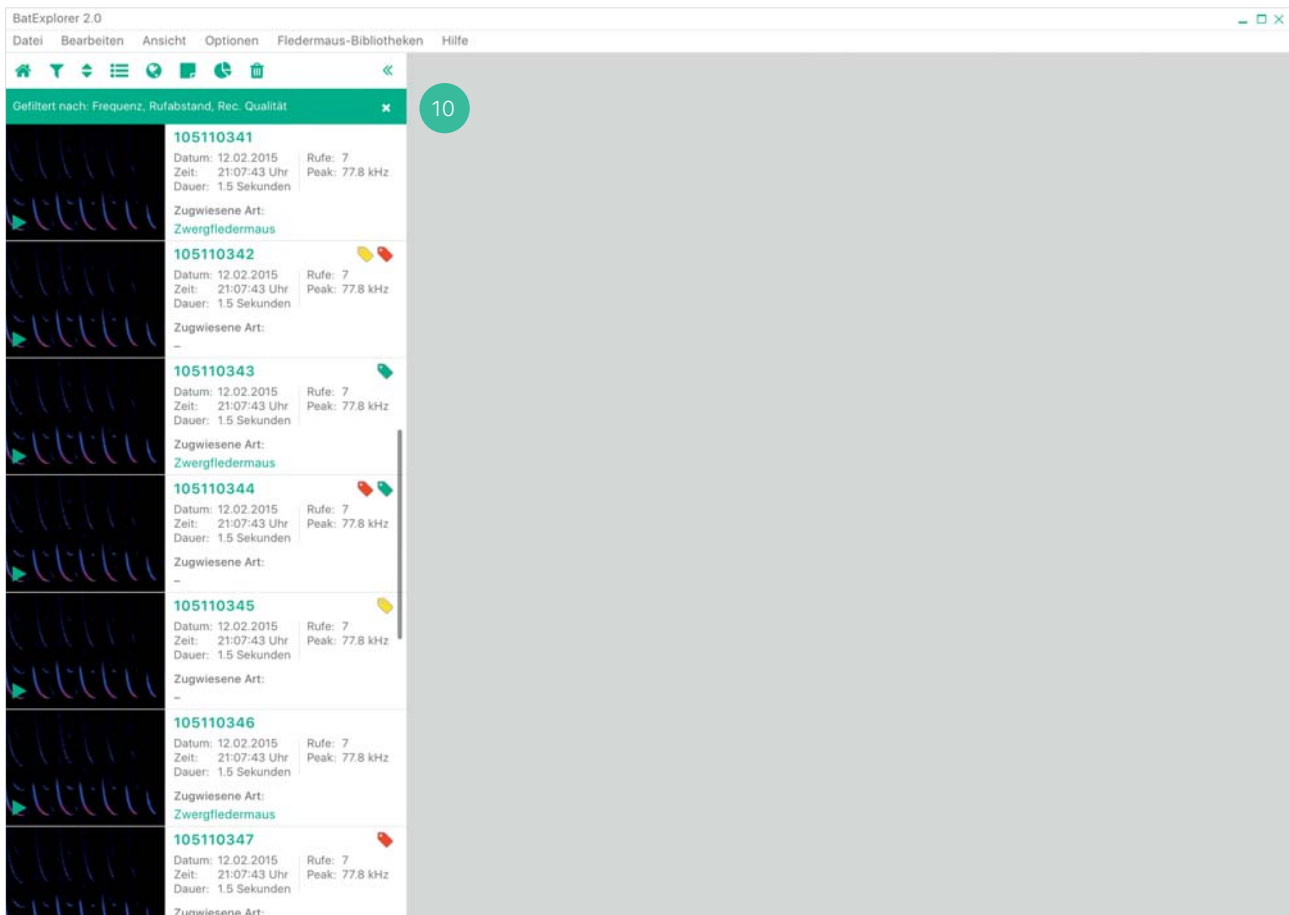 BatExplorer 2.0
Datei Bearbeiten Ansicht Optionen Fledermaus-Bibliotheken Hilfe
Gefiltert nach: Frequenz, Rufabstand, Rec. Qualität
10
105110341
Datum: 12.02.2015 Rufe: 7
Zeit: 21:07:43 Uhr Peak: 77.8 kHz
Dauer: 1.5 Sekunden
Zugwiesene Art:
Zwergfledermaus
105110342
Datum: 12.02.2015 Rufe: 7
Zeit: 21:07:43 Uhr Peak: 77.8 kHz
Dauer: 1.5 Sekunden
Zugwiesene Art:
–
105110343
Datum: 12.02.2015 Rufe: 7
Zeit: 21:07:43 Uhr Peak: 77.8 kHz
Dauer: 1.5 Sekunden
Zugwiesene Art:
Zwergfledermaus
105110344
Datum: 12.02.2015 Rufe: 7
Zeit: 21:07:43 Uhr Peak: 77.8 kHz
Dauer: 1.5 Sekunden
Zugwiesene Art:
–
105110345
Datum: 12.02.2015 Rufe: 7
Zeit: 21:07:43 Uhr Peak: 77.8 kHz
Dauer: 1.5 Sekunden
Zugwiesene Art:
–
105110346
Datum: 12.02.2015 Rufe: 7
Zeit: 21:07:43 Uhr Peak: 77.8 kHz
Dauer: 1.5 Sekunden
Zugwiesene Art:
Zwergfledermaus
105110347
Datum: 12.02.2015 Rufe: 7
Zeit: 21:07:43 Uhr Peak: 77.8 kHz
Dauer: 1.5 Sekunden
Zugwiesene Art: